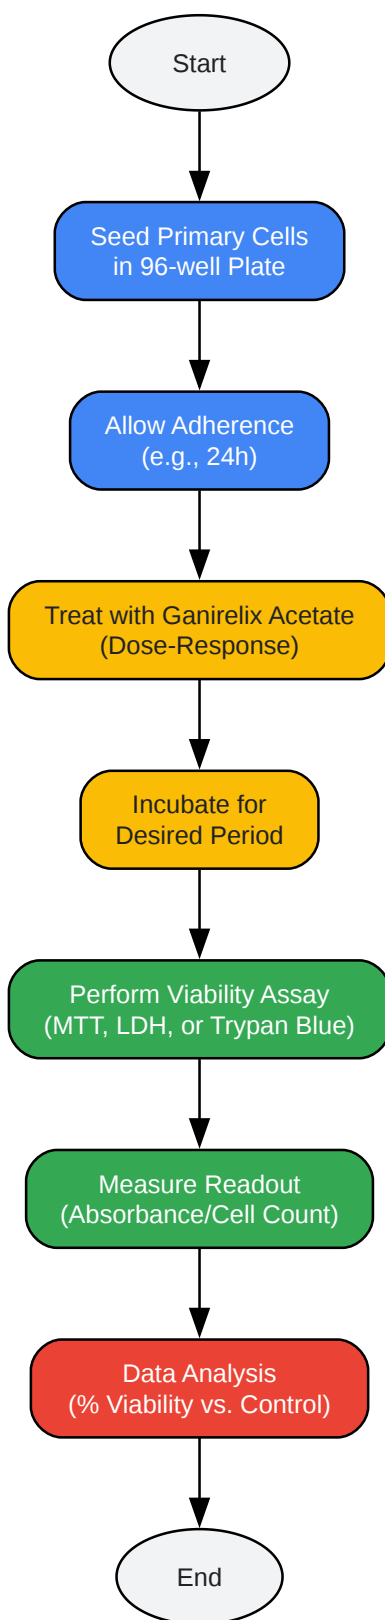 Start
Seed Primary Cells
in 96-well Plate
Allow Adherence
(e.g., 24h)
Treat with Ganirelix Acetate
(Dose-Response)
Incubate for
Desired Period
Perform Viability Assay
(MTT, LDH, or Trypan Blue)
Measure Readout
(Absorbance/Cell Count)
Data Analysis
(% Viability vs. Control)
End